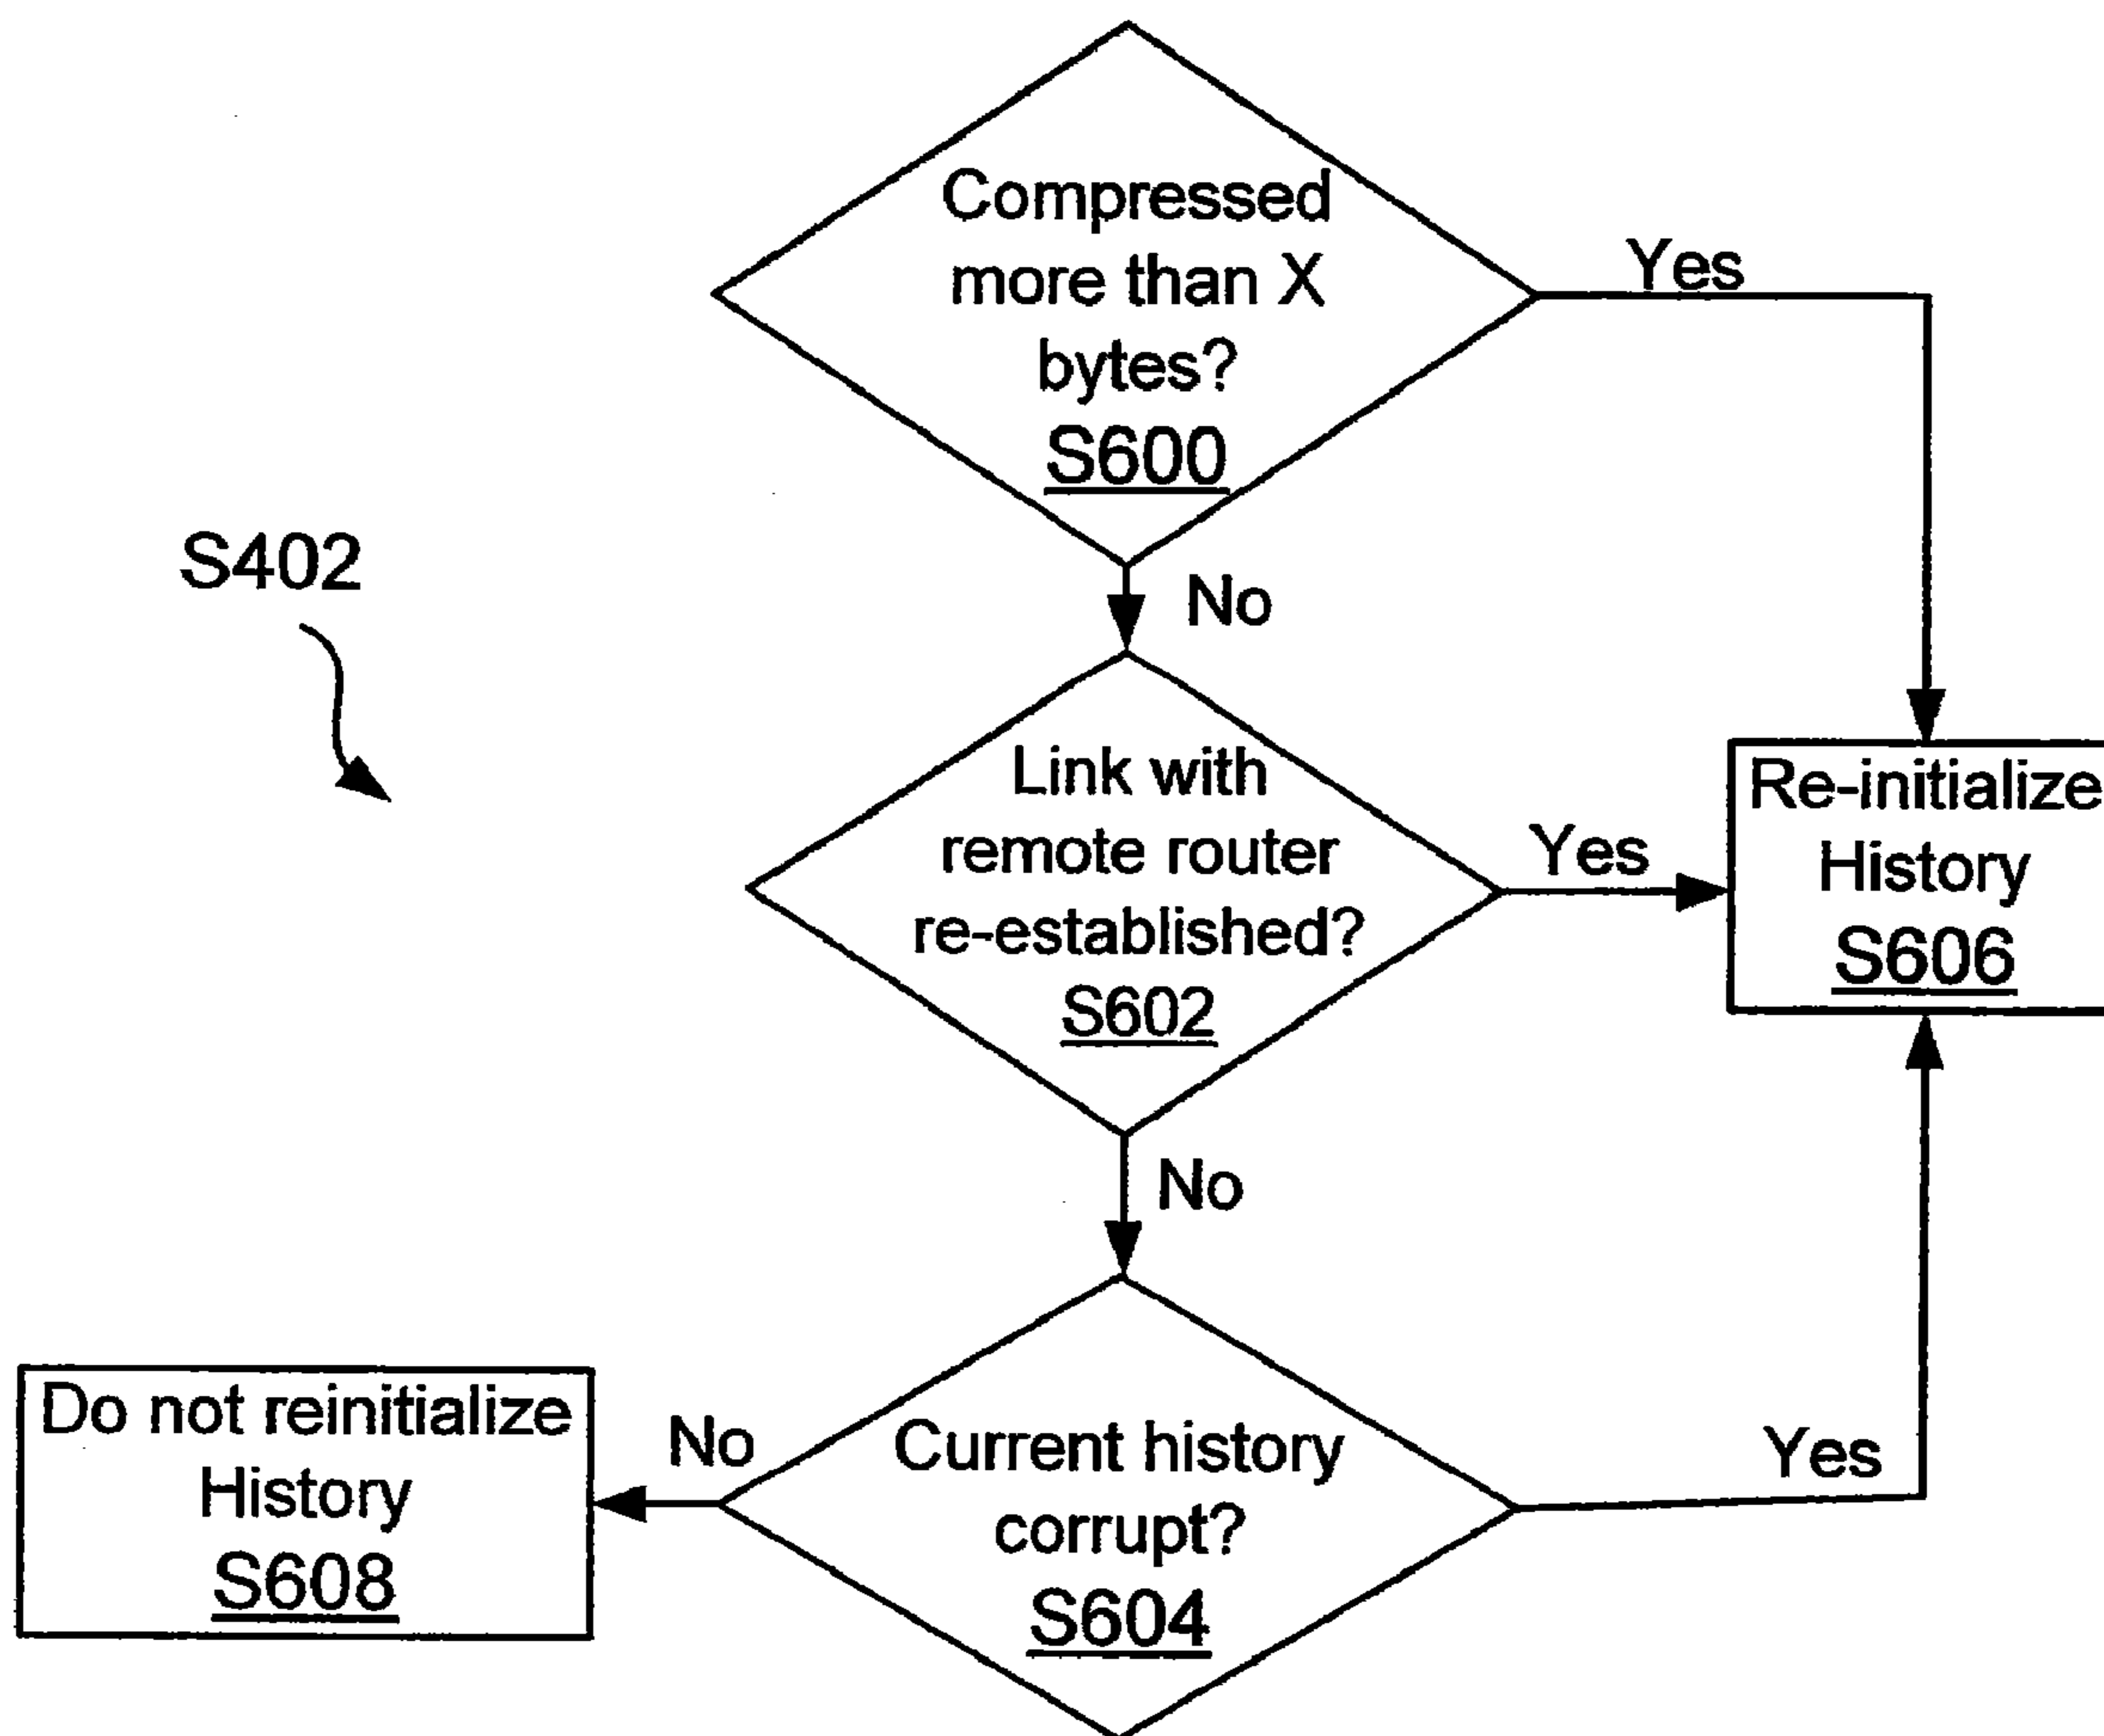 Compressed
more than X
bytes?
S600
Yes
S402
No
Link with
remote router
re-established?
S602
Yes
Re-initialize
History
S606
No
Do not reinitialize
History
S608
No
Current history
corrupt?
S604
Yes